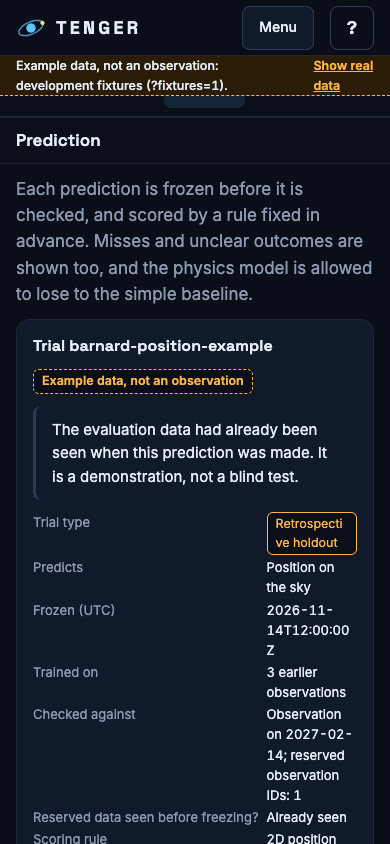 TENGER
Menu
?
Example data, not an observation:
development fixtures (?fixtures=1).
Show real
data
Prediction
Each prediction is frozen before it is
checked, and scored by a rule fixed in
advance. Misses and unclear outcomes are
shown too, and the physics model is allowed
to lose to the simple baseline.
Trial barnard-position-example
Example data, not an observation
The evaluation data had already been
seen when this prediction was made. It
is a demonstration, not a blind test.
Trial type
Retrospecti
ve holdout
Predicts
Position on
the sky
Frozen (UTC)
2026-11-
14T12:00:00
Z
Trained on
3 earlier
observations
Checked against
Observation
on 2027-02-
14; reserved
observation
IDs: 1
Reserved data seen before freezing?
Already seen
Scoring rule
2D position